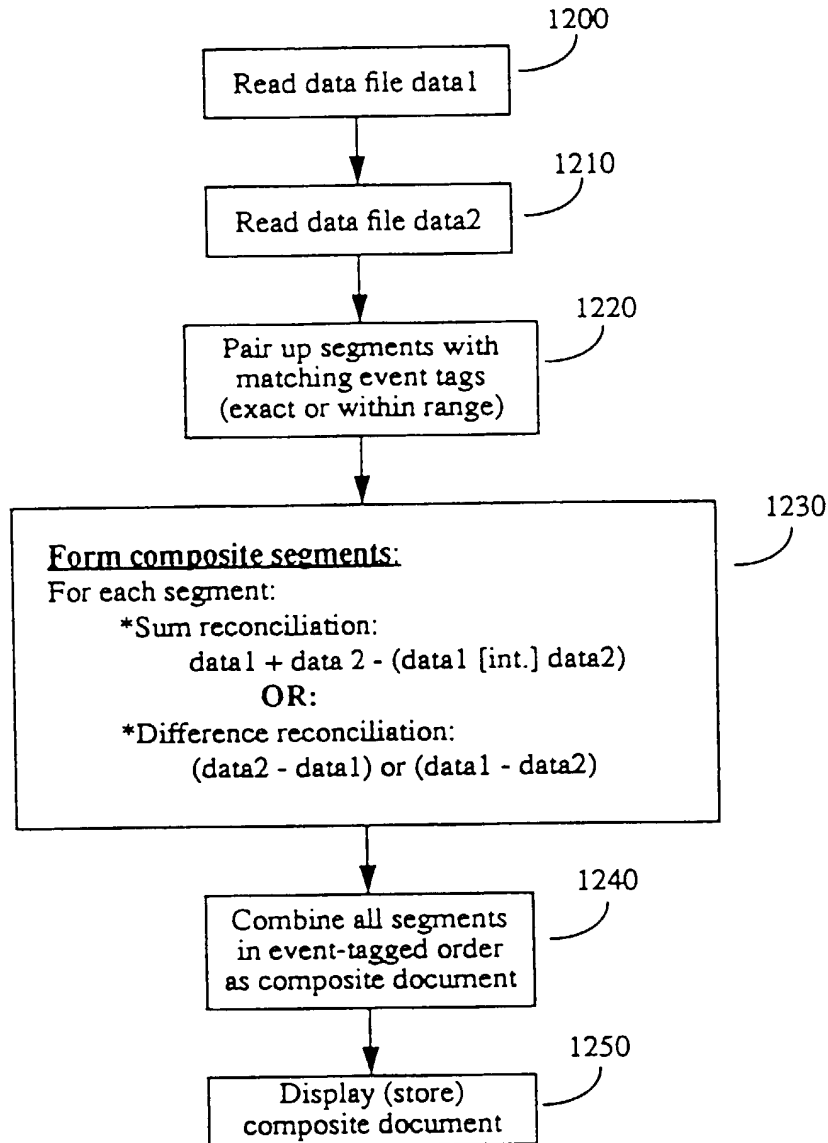 1200
Read data file data1
1210
Read data file data2
1220
Pair up segments with
matching event tags
(exact or within range)
1230
Form composite segments:
For each segment:
*Sum reconciliation:
data1 + data 2 - (data1 [int.] data2)
OR:
*Difference reconciliation:
(data2 - data1) or (data1 - data2)
1240
Combine all segments
in event-tagged order
as composite document
1250
Display (store)
composite document